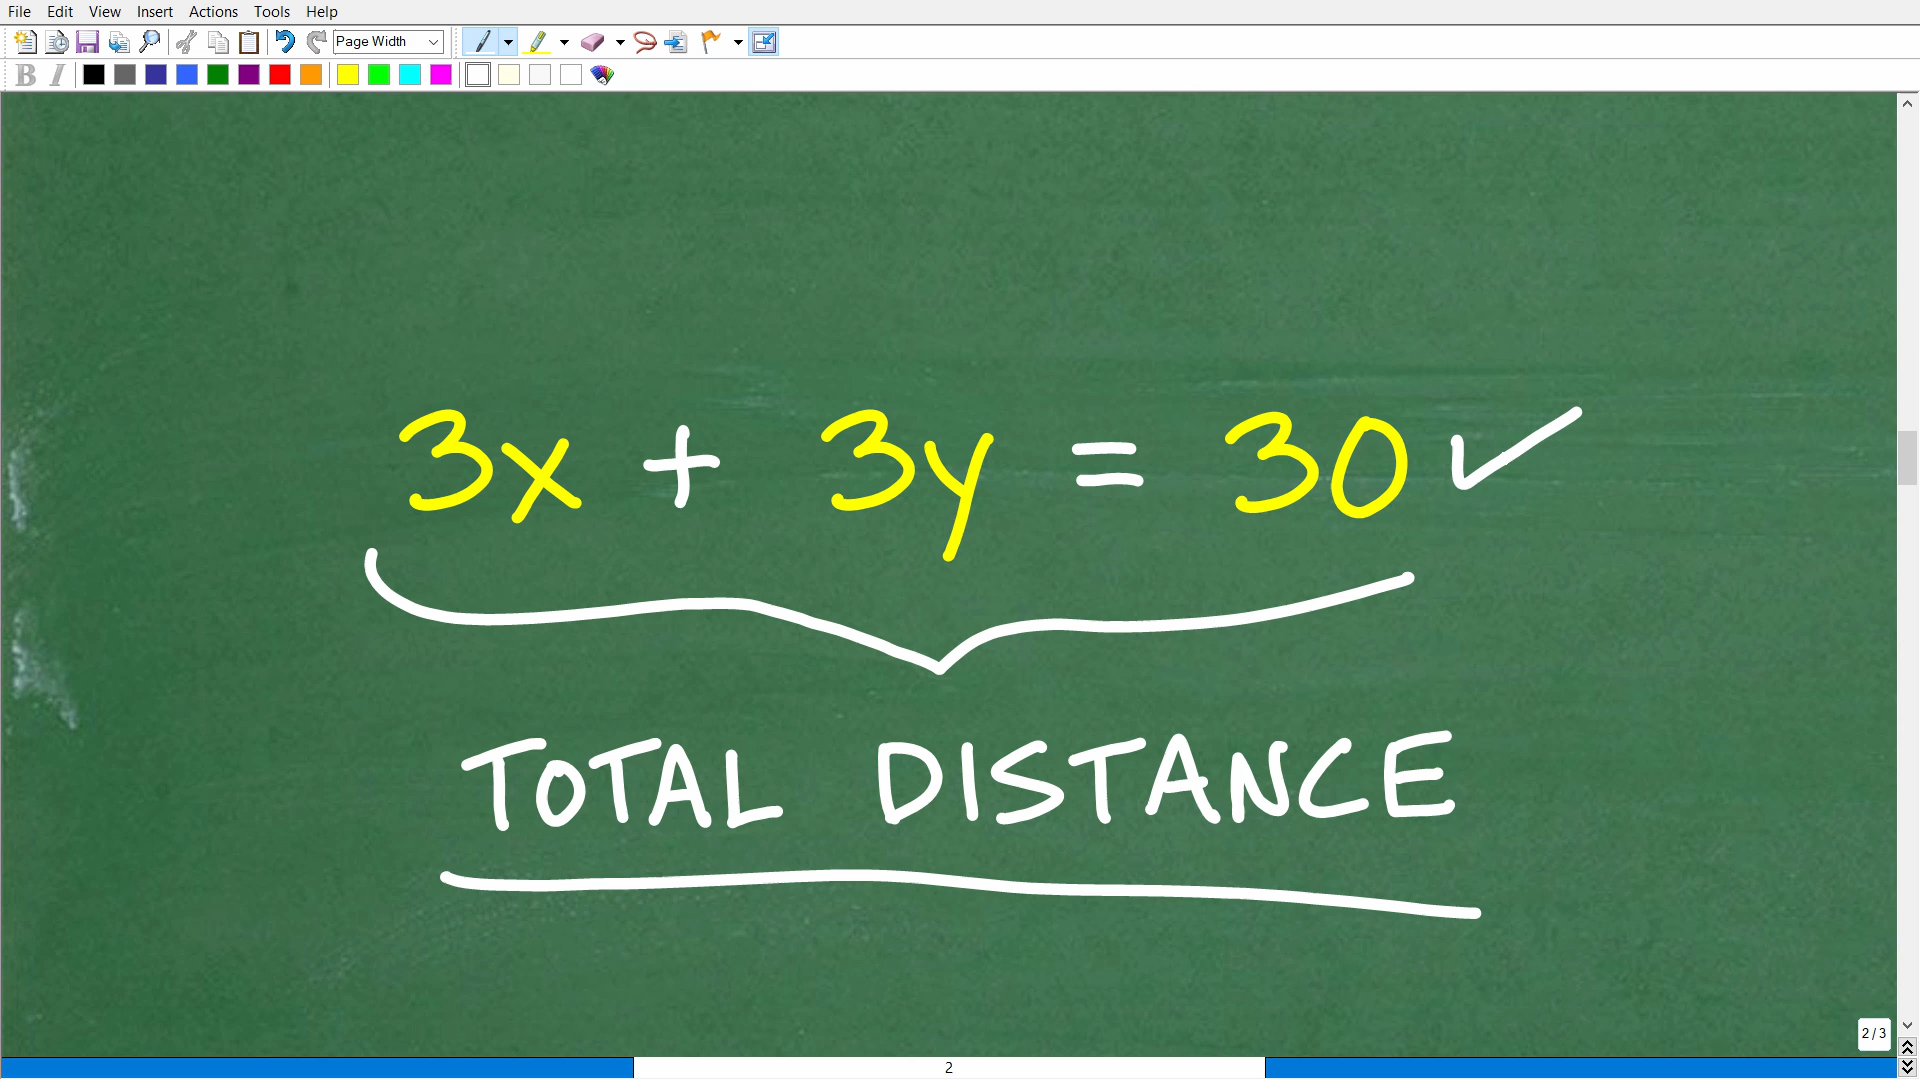 File Edit View Insert Actions Tools Help
Page Width
B I
3x + 3y = 30 ✓
TOTAL DISTANCE
2 / 3
2